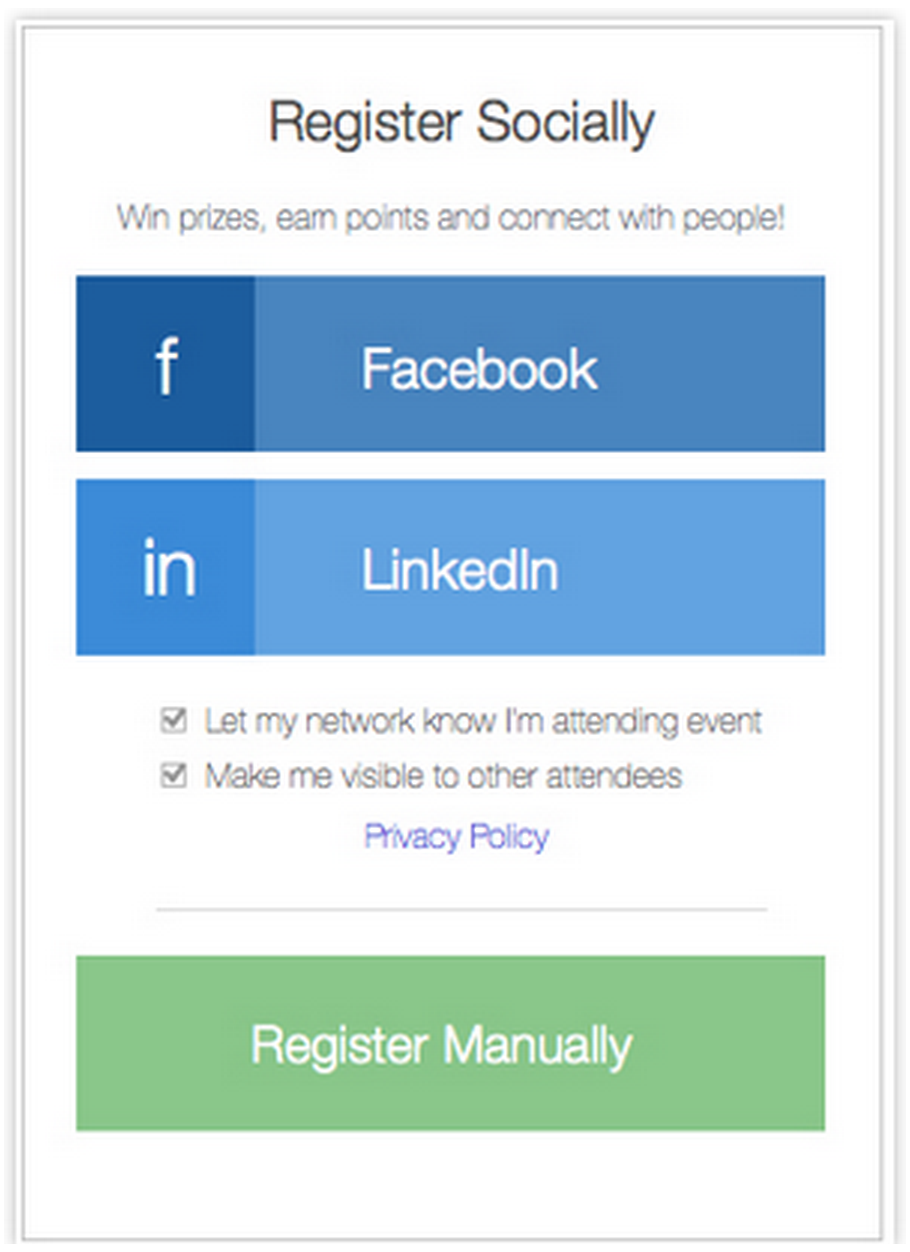 Register Socially
Win prizes, earn points and connect with people!
f Facebook
in LinkedIn
Let my network know I'm attending event
Make me visible to other attendees
Privacy Policy
Register Manually